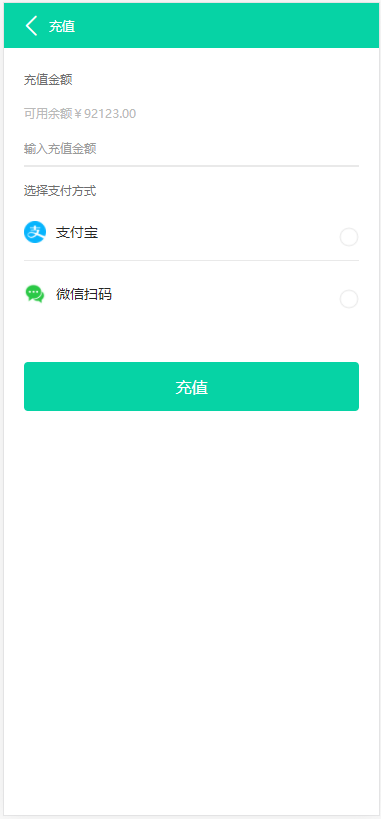 充值
充值金额
可用余额￥92123.00
输入充值金额
选择支付方式
支付宝
微信扫码
充值